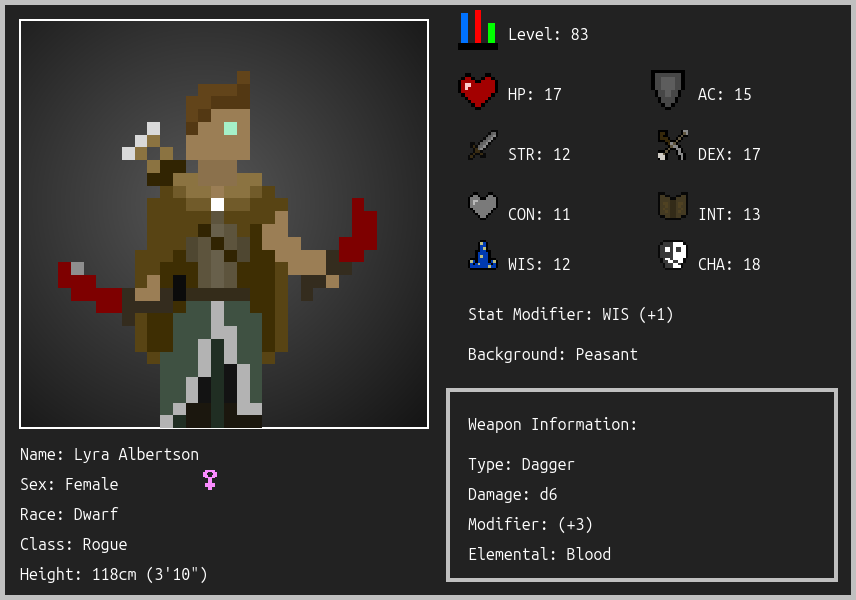 Level: 83
HP: 17
AC: 15
STR: 12
DEX: 17
CON: 11
INT: 13
WIS: 12
CHA: 18
Stat Modifier: WIS (+1)
Background: Peasant
Weapon Information:
Type: Dagger
Damage: d6
Modifier: (+3)
Elemental: Blood
Name: Lyra Albertson
Sex: Female
Race: Dwarf
Class: Rogue
Height: 118cm (3'10")